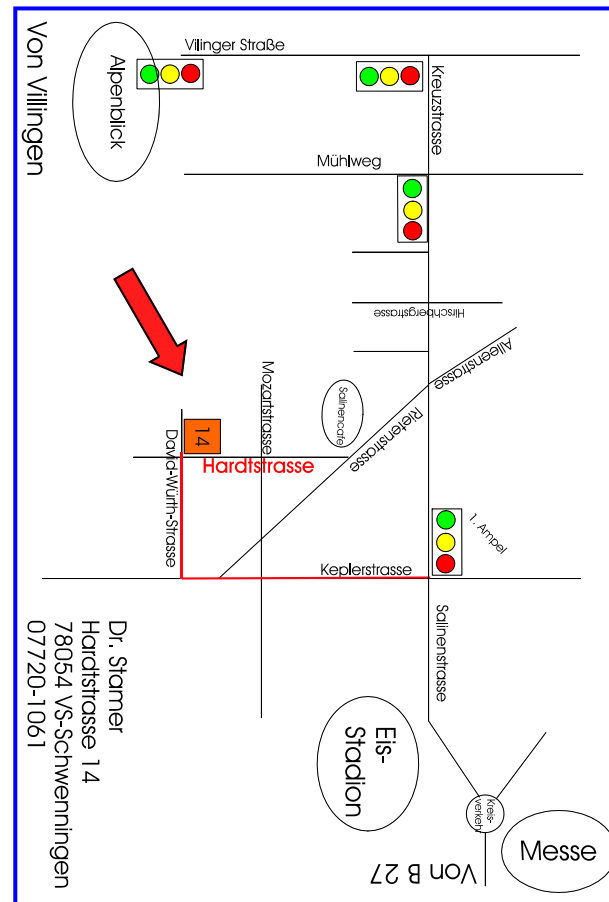 Vilinger Straße
Alpenblick
Von Villingen
Kreuzstrasse
Mühlweg
Hirschbergstrasse
Alleenstrasse
Mozartstrasse
Salinencafe
Rietenstrasse
14
Hardtstrasse
David-Würth-Strasse
1. Ampel
Keplerstrasse
Salinenstrasse
Dr. Stamer
Hardtstrasse 14
78054 VS-Schwenningen
07720-1061
Eis-
Stadion
Kreis-
verkehr
Messe
Von B 27